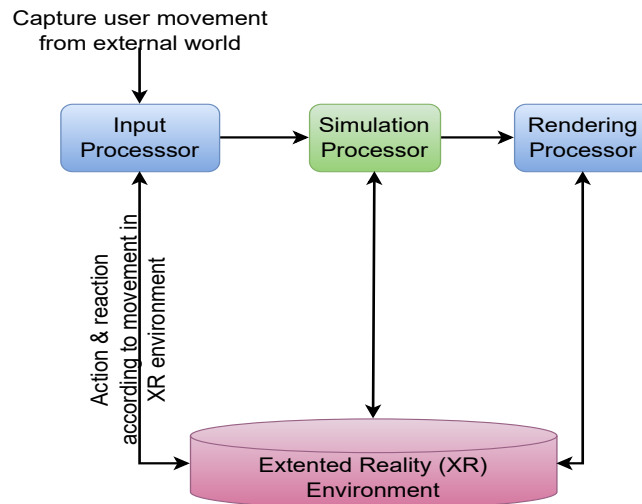 Capture user movement
from external world
Input
Processsor
Simulation
Processor
Rendering
Processor
Action & reaction
according to movement in
XR environment
Extented Reality (XR)
Environment